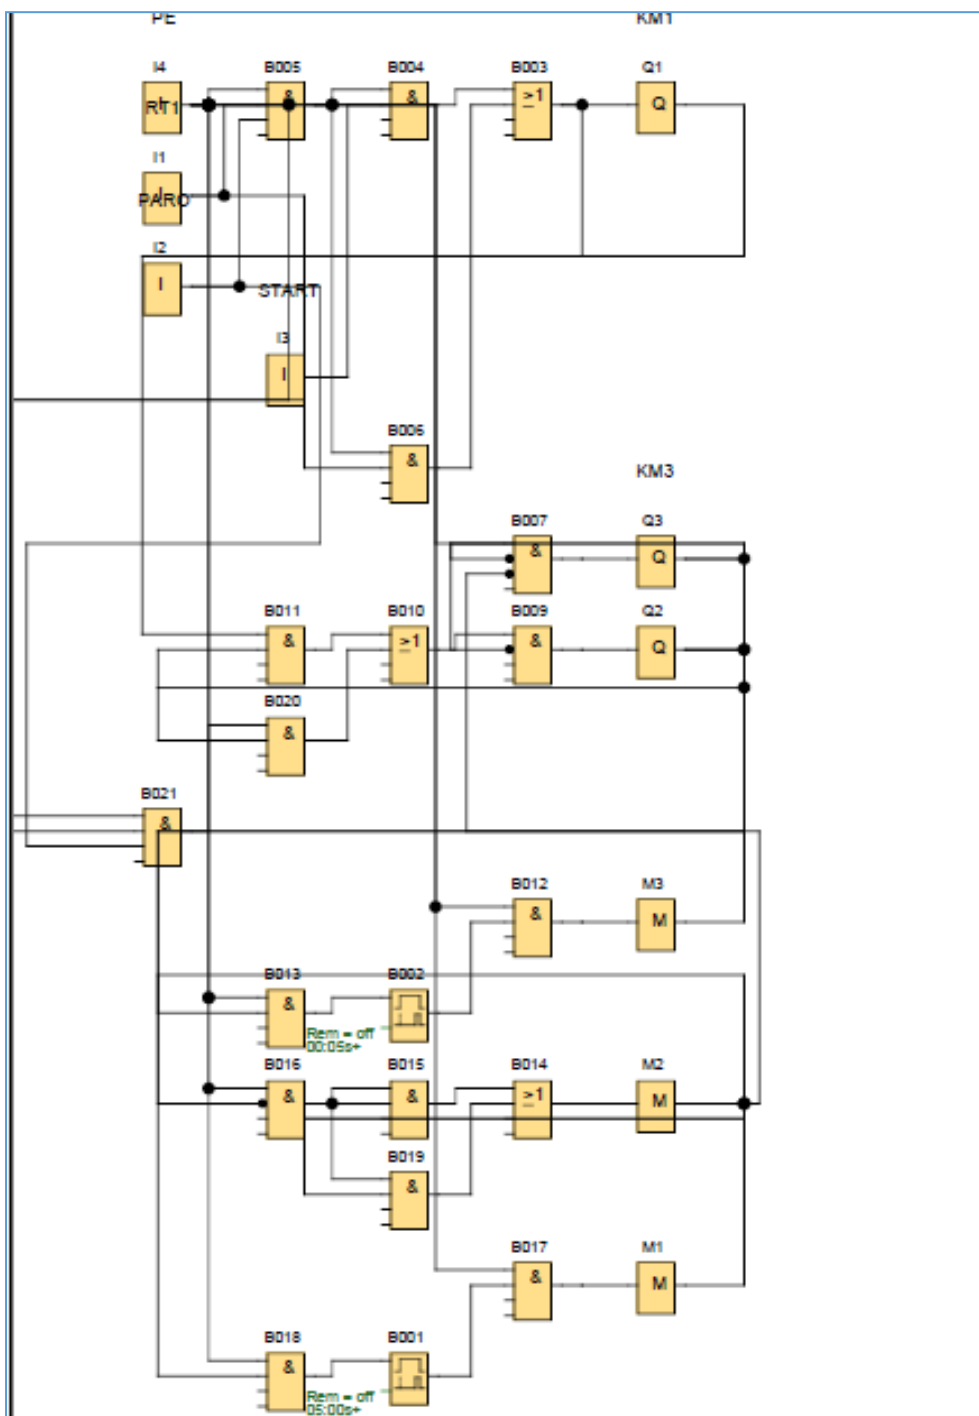 PE KM1
I4 B005 B004 B003 Q1
& & ≥1 Q
RT1
I1
PARO
I2
I START
I3
I
B006
&
KM3
B007 Q3
& Q
B011 B010 B009 Q2
& ≥1 & Q
B020
&
B021
&
B012 M3
& M
B013 B002
&
Rem = off
00:05s+
B016 B015 B014 M2
& & ≥1 M
B019
&
B017 M1
& M
B018 B001
&
Rem = off
05:00s+